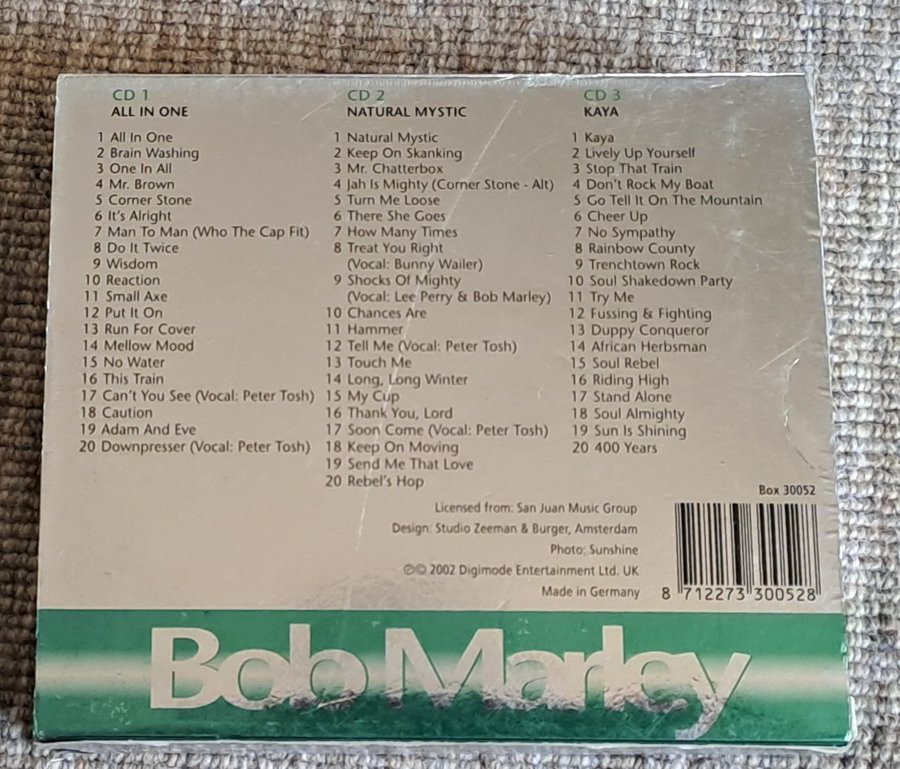 CD 1
ALL IN ONE
1 All In One
2 Brain Washing
3 One In All
4 Mr. Brown
5 Corner Stone
6 It's Alright
7 Man To Man (Who The Cap Fit)
8 Do It Twice
9 Wisdom
10 Reaction
11 Small Axe
12 Put It On
13 Run For Cover
14 Mellow Mood
15 No Water
16 This Train
17 Can't You See (Vocal: Peter Tosh)
18 Caution
19 Adam And Eve
20 Downpresser (Vocal: Peter Tosh)
CD 2
NATURAL MYSTIC
1 Natural Mystic
2 Keep On Skanking
3 Mr. Chatterbox
4 Jah Is Mighty (Corner Stone - Alt)
5 Turn Me Loose
6 There She Goes
7 How Many Times
8 Treat You Right
(Vocal: Bunny Wailer)
9 Shocks Of Mighty
(Vocal: Lee Perry & Bob Marley)
10 Chances Are
11 Hammer
12 Tell Me (Vocal: Peter Tosh)
13 Touch Me
14 Long, Long Winter
15 My Cup
16 Thank You, Lord
17 Soon Come (Vocal: Peter Tosh)
18 Keep On Moving
19 Send Me That Love
20 Rebel's Hop
CD 3
KAYA
1 Kaya
2 Lively Up Yourself
3 Stop That Train
4 Don't Rock My Boat
5 Go Tell It On The Mountain
6 Cheer Up
7 No Sympathy
8 Rainbow County
9 Trenchtown Rock
10 Soul Shakedown Party
11 Try Me
12 Fussing & Fighting
13 Duppy Conqueror
14 African Herbsman
15 Soul Rebel
16 Riding High
17 Stand Alone
18 Soul Almighty
19 Sun Is Shining
20 400 Years
Box 30052
Licensed from: San Juan Music Group
Design: Studio Zeeman & Burger, Amsterdam
Photo: Sunshine
℗© 2002 Digimode Entertainment Ltd. UK
Made in Germany
8 712273 300528
Bob Marley